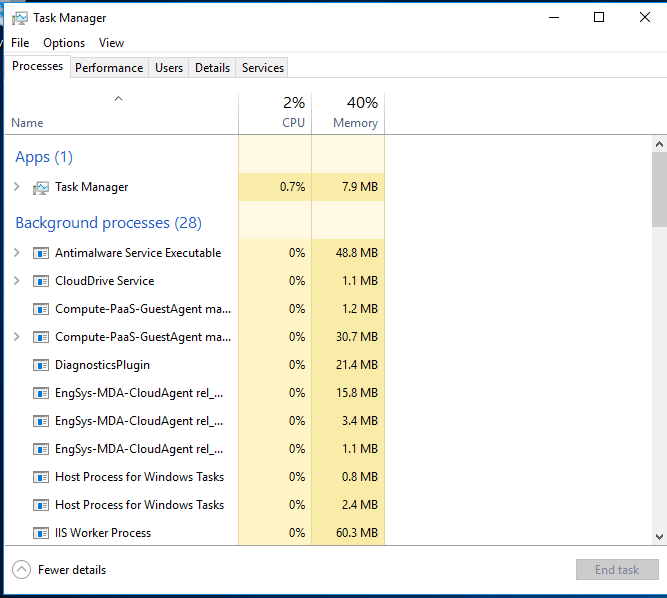 Task Manager
File Options View
Processes Performance Users Details Services
2% 40%
Name CPU Memory
Apps (1)
Task Manager 0.7% 7.9 MB
Background processes (28)
Antimalware Service Executable 0% 48.8 MB
CloudDrive Service 0% 1.1 MB
Compute-PaaS-GuestAgent ma... 0% 1.2 MB
Compute-PaaS-GuestAgent ma... 0% 30.7 MB
DiagnosticsPlugin 0% 21.4 MB
EngSys-MDA-CloudAgent rel_... 0% 15.8 MB
EngSys-MDA-CloudAgent rel_... 0% 3.4 MB
EngSys-MDA-CloudAgent rel_... 0% 1.1 MB
Host Process for Windows Tasks 0% 0.8 MB
Host Process for Windows Tasks 0% 2.4 MB
IIS Worker Process 0% 60.3 MB
Fewer details End task